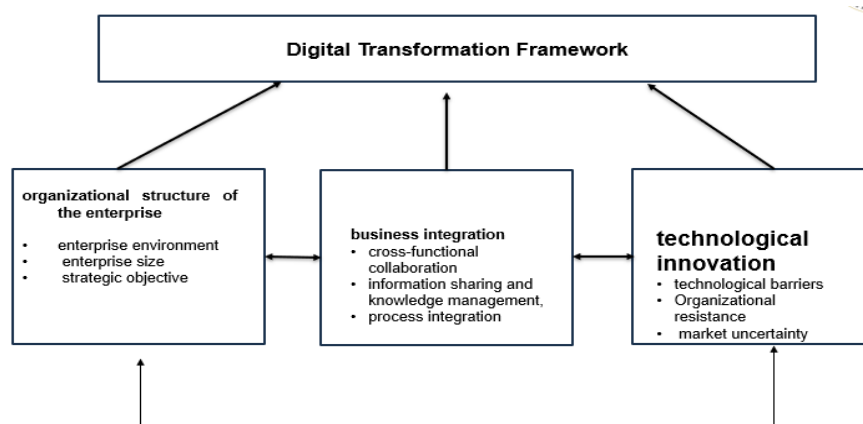 Digital Transformation Framework
organizational structure of
the enterprise
• enterprise environment
• enterprise size
• strategic objective
business integration
• cross-functional
collaboration
• information sharing and
knowledge management,
• process integration
technological
innovation
• technological barriers
• Organizational
resistance
• market uncertainty